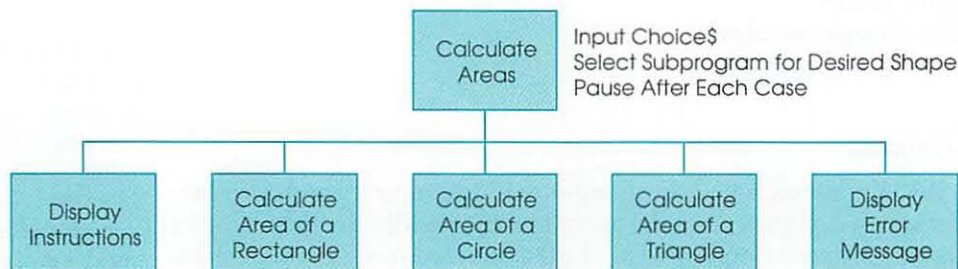 Calculate
Areas
Input Choice$
Select Subprogram for Desired Shape
Pause After Each Case
Display
Instructions
Calculate
Area of a
Rectangle
Calculate
Area of a
Circle
Calculate
Area of a
Triangle
Display
Error
Message